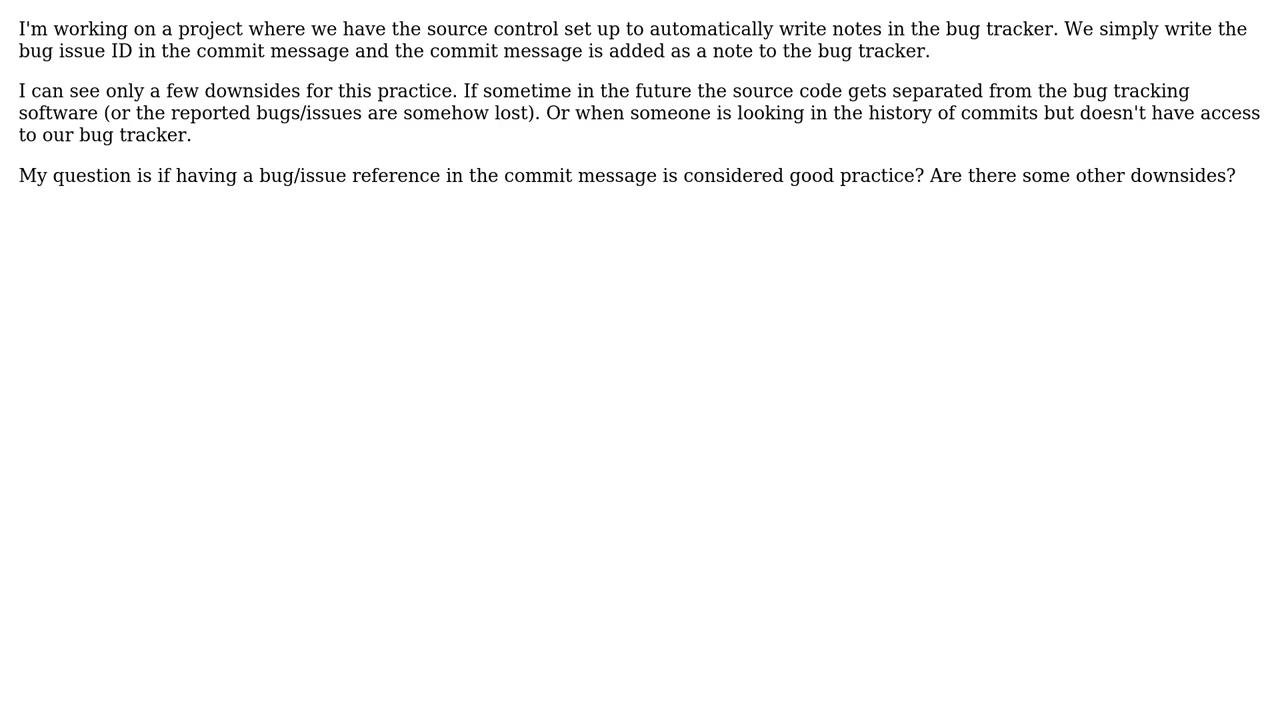 I'm working on a project where we have the source control set up to automatically write notes in the bug tracker. We simply write the
bug issue ID in the commit message and the commit message is added as a note to the bug tracker.
I can see only a few downsides for this practice. If sometime in the future the source code gets separated from the bug tracking
software (or the reported bugs/issues are somehow lost). Or when someone is looking in the history of commits but doesn't have access
to our bug tracker.
My question is if having a bug/issue reference in the commit message is considered good practice? Are there some other downsides?